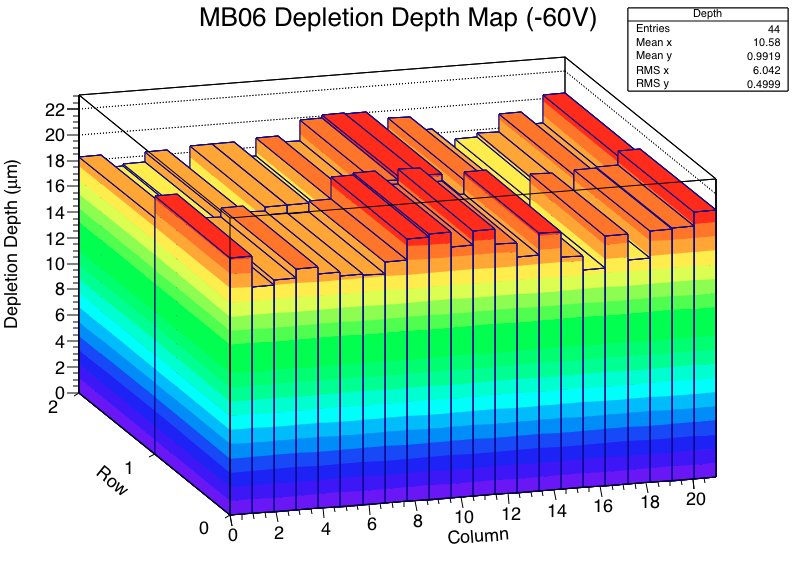 MB06 Depletion Depth Map (-60V)
Depth
Entries 44
Mean x 10.58
Mean y 0.9919
RMS x 6.042
RMS y 0.4999
Depletion Depth (μm)
22
20
18
16
14
12
10
8
6
4
2
0
2
1
0
Row
0 2 4 6 8 10 12 14 16 18 20
Column